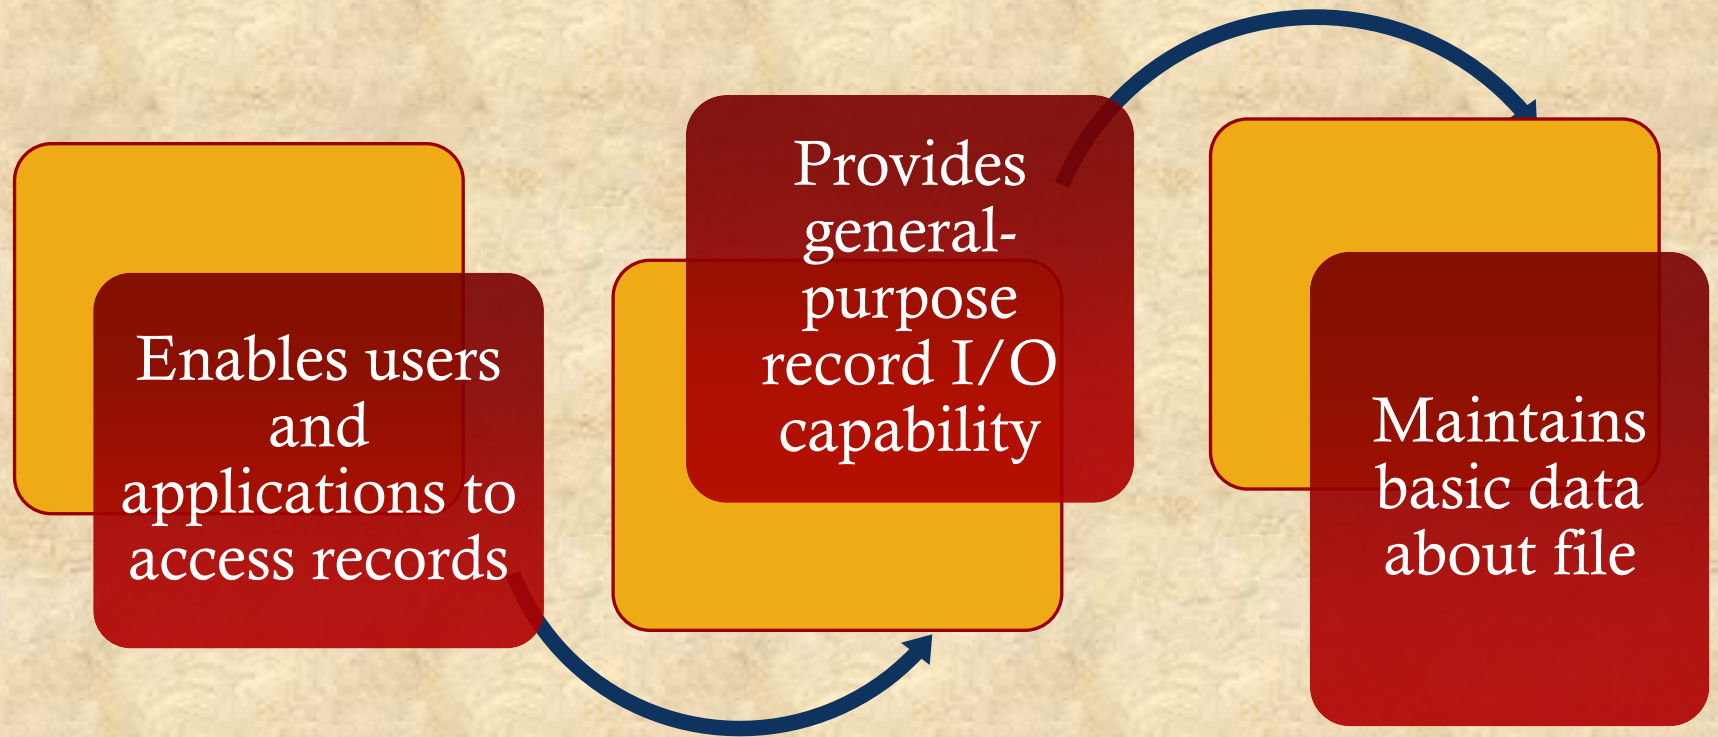 Enables users
and
applications to
access records
Provides
general-
purpose
record I/O
capability
Maintains
basic data
about file